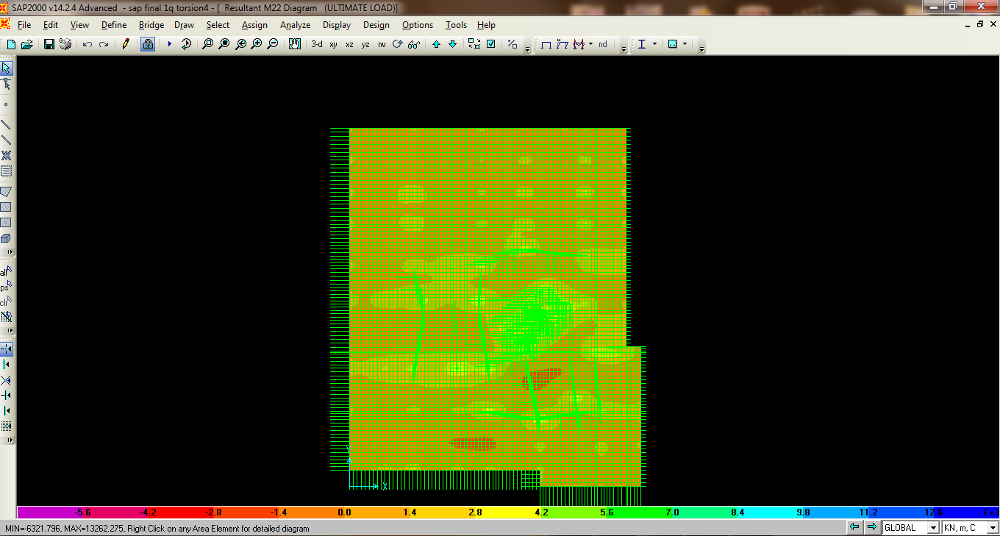 SAP2000 v14.2.4 Advanced - sap final 1q torsion4 - [ Resultant M22 Diagram (ULTIMATE LOAD)]
File Edit View Define Bridge Draw Select Assign Analyze Display Design Options Tools Help
3-d xy xz yz nv nd
all
ps
clr
Y
X
-5.6 -4.2 -2.8 -1.4 0.0 1.4 2.8 4.2 5.6 7.0 8.4 9.8 11.2 12.6 E+3
MIN=-6321.796, MAX=13262.275, Right Click on any Area Element for detailed diagram
GLOBAL
KN, m, C